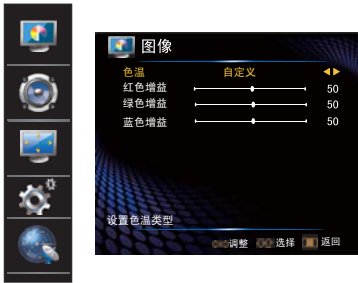 图像
色温 自定义
红色增益 50
绿色增益 50
蓝色增益 50
设置色温类型
调整 选择 返回